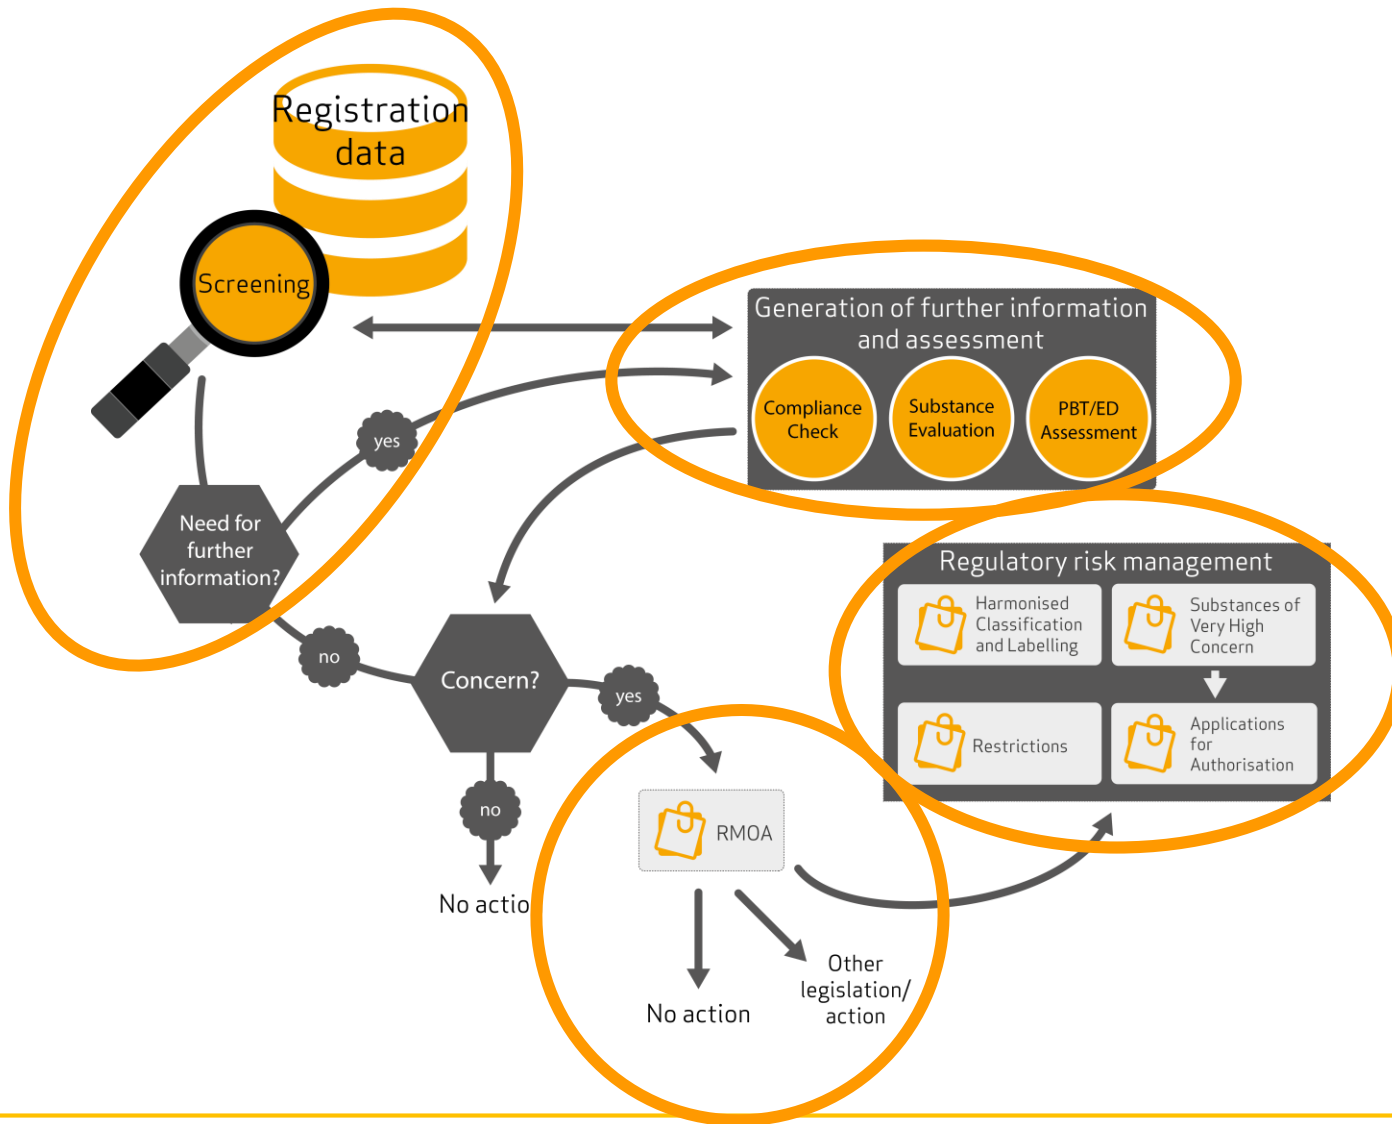 Registration
data
Screening
Generation of further information
and assessment
Compliance
Check
Substance
Evaluation
PBT/ED
Assessment
yes
Need for
further
information?
no
Concern?
yes
no
No actio
Regulatory risk management
Harmonised
Classification
and Labelling
Substances of
Very High
Concern
Restrictions
Applications
for
Authorisation
RMOA
No action
Other
legislation/
action